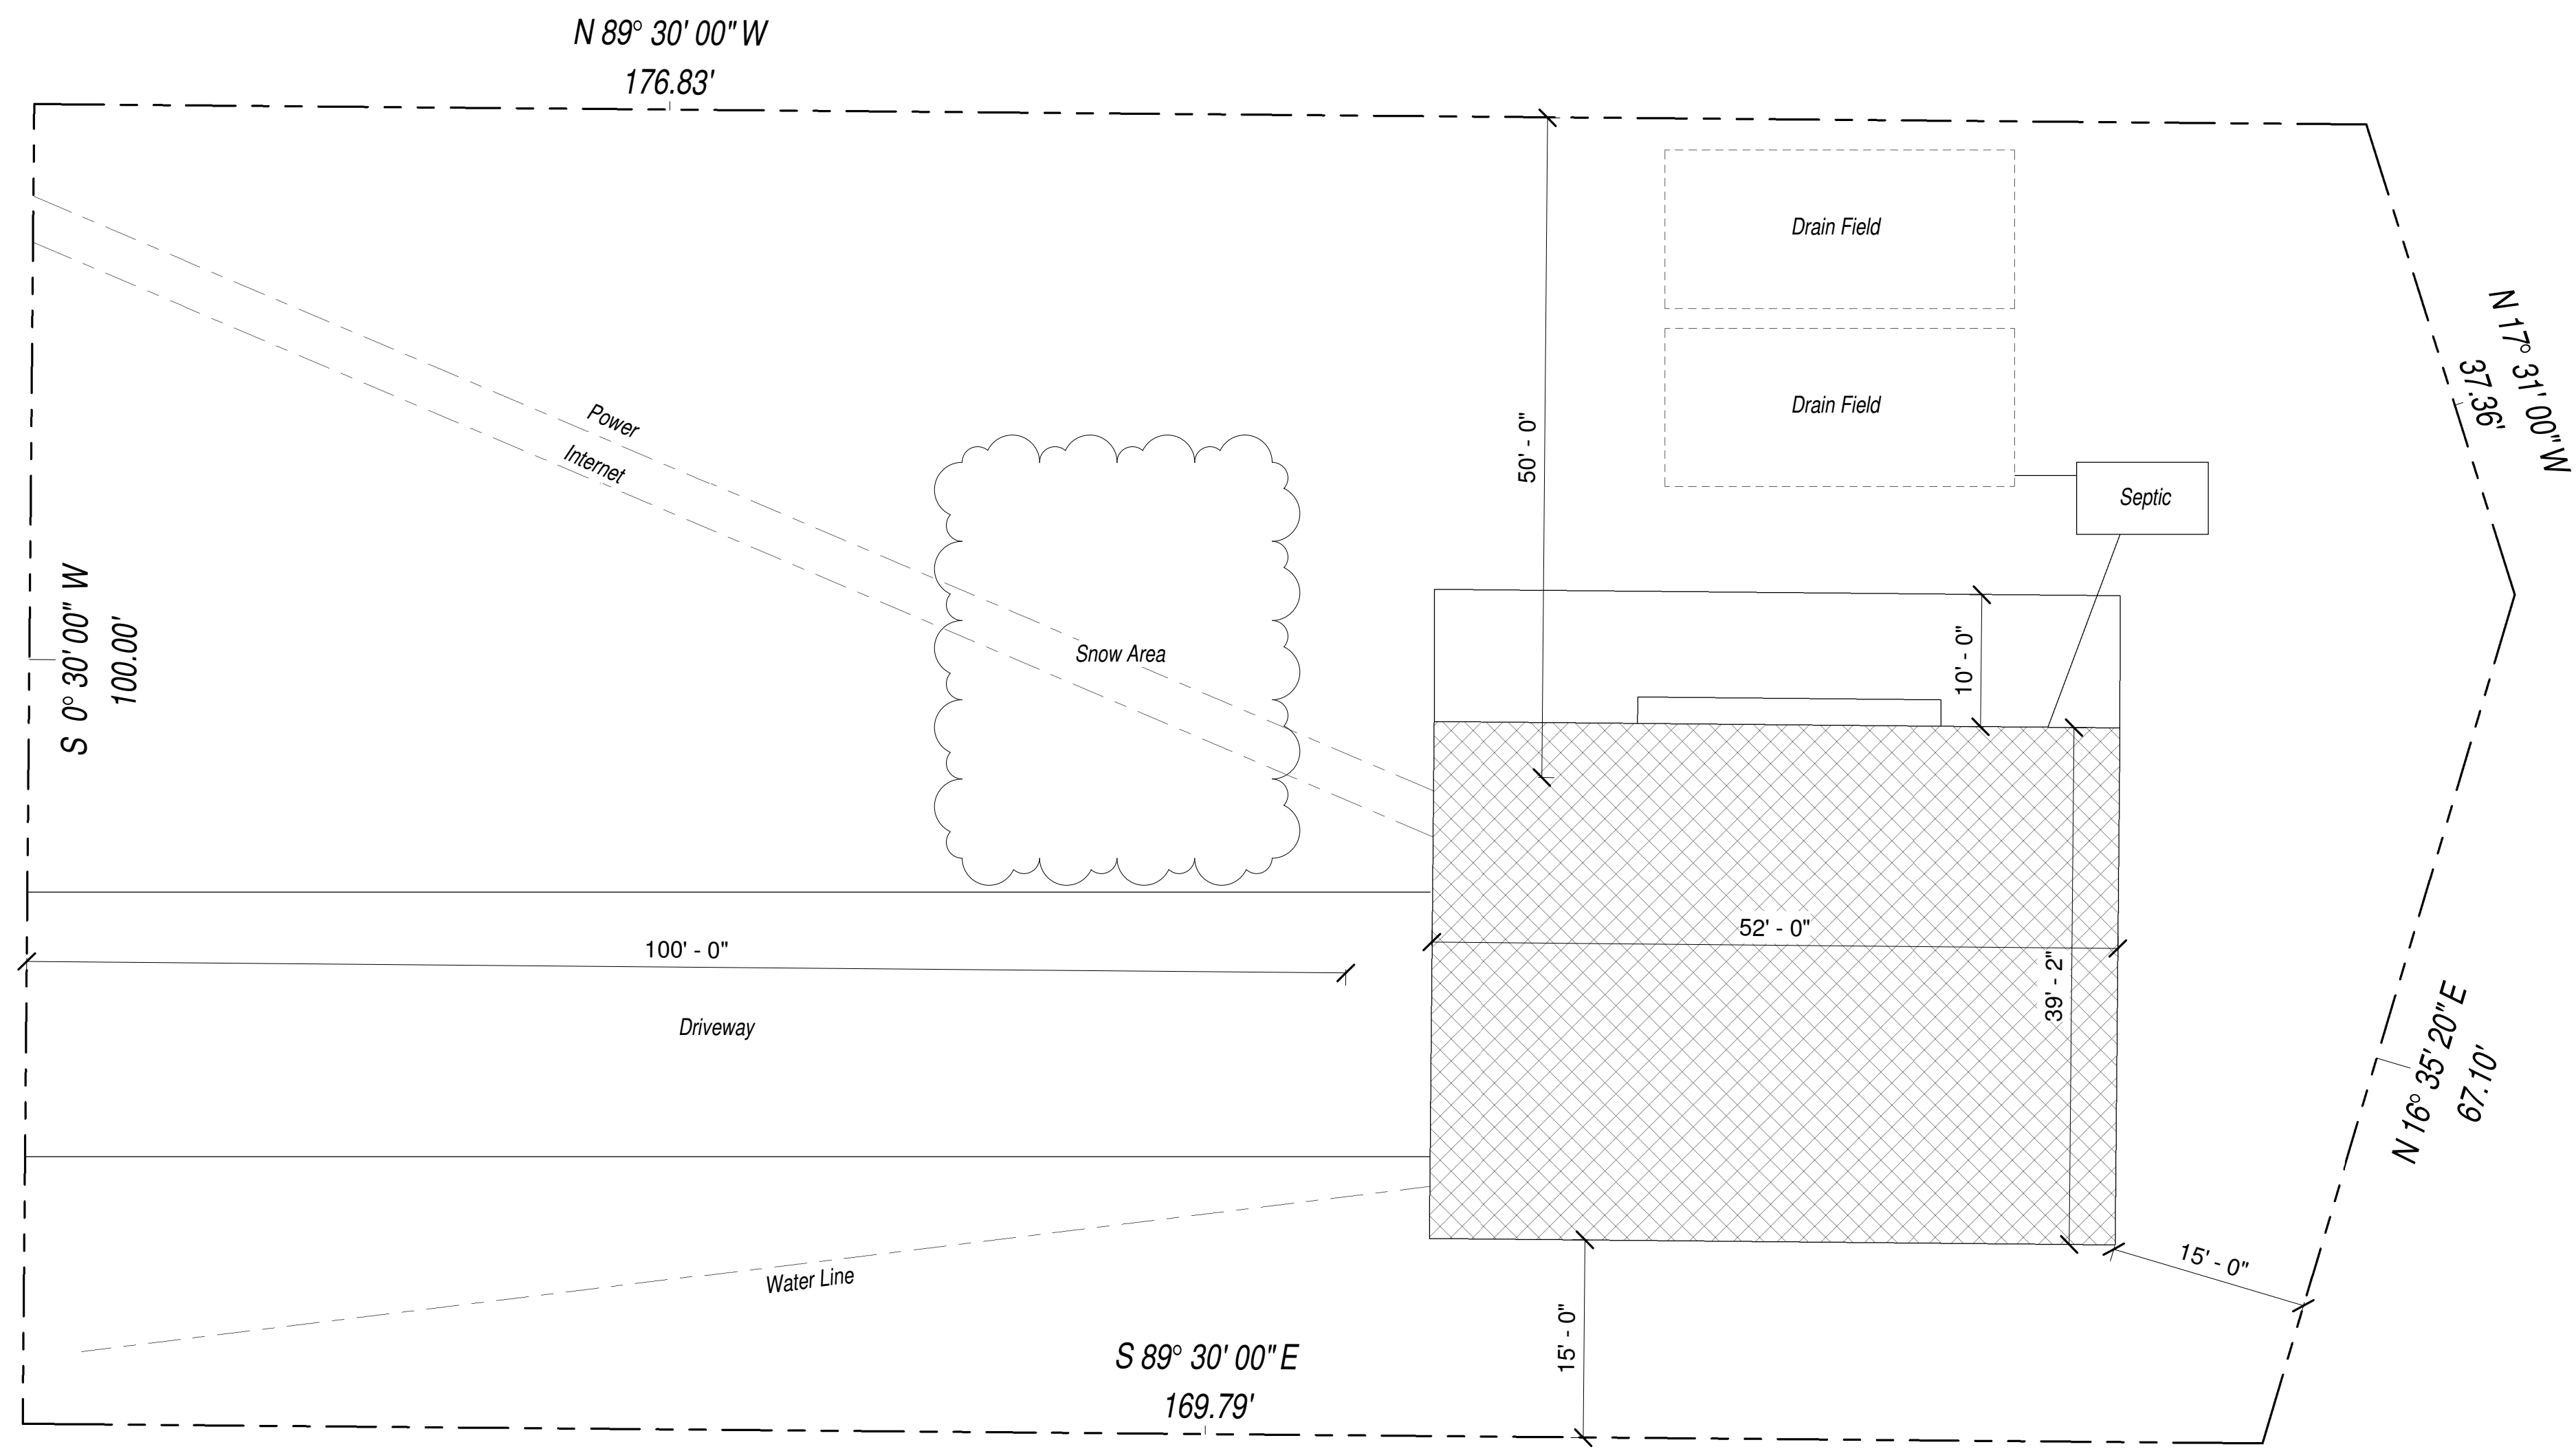 N 89° 30' 00" W
176.83'
Drain Field
Drain Field
N 17° 31' 00" W
37.36'
Power
Internet
50' - 0"
Septic
S 0° 30' 00" W
100.00'
Snow Area
10' - 0"
100' - 0"
52' - 0"
39' - 2"
Driveway
N 16° 35' 20" E
67.10'
Water Line
15' - 0"
15' - 0"
S 89° 30' 00" E
169.79'